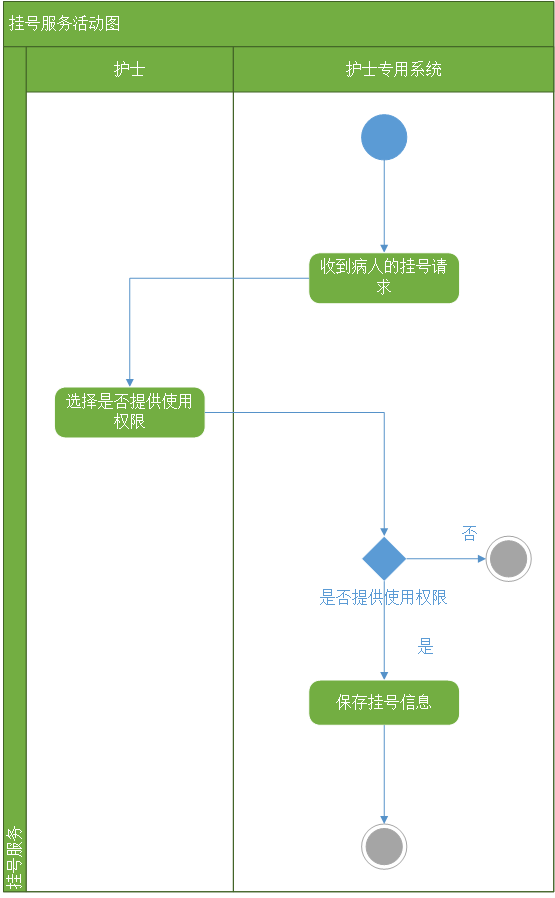 挂号服务活动图
护士
护士专用系统
收到病人的挂号请
求
选择是否提供使用
权限
否
是否提供使用权限
是
保存挂号信息
挂号服务